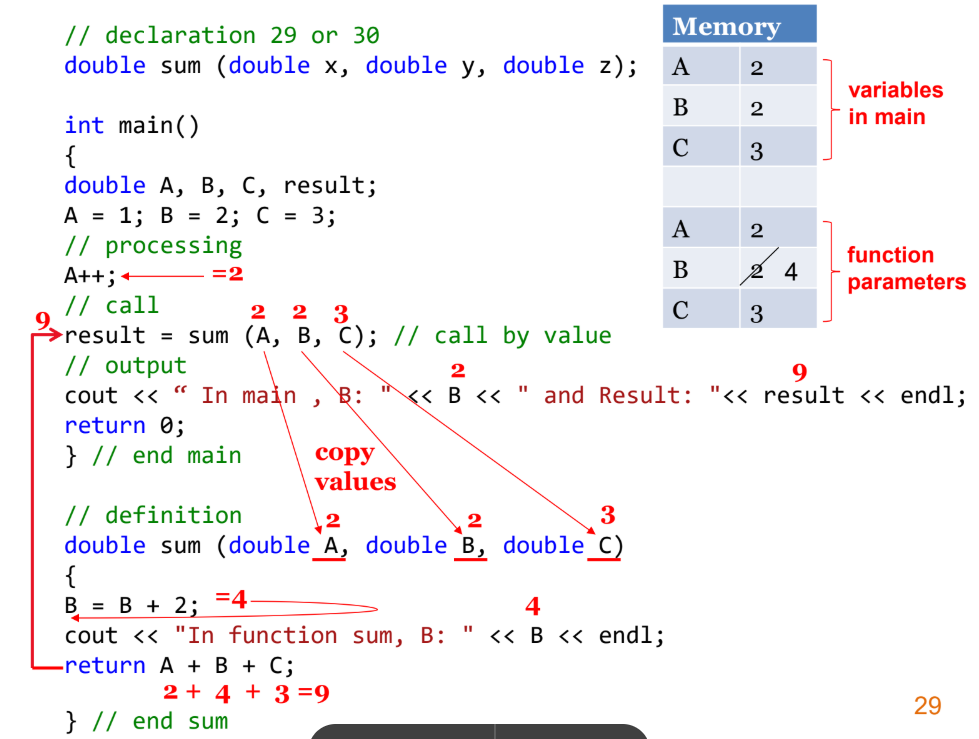 // declaration 29 or 30
double sum (double x, double y, double z);
int main()
{
double A, B, C, result;
A = 1; B = 2; C = 3;
// processing
A++; =2
// call
2 2 3
9 result = sum (A, B, C); // call by value
// output
2 9
cout << “ In main , B: " << B << " and Result: "<< result << endl;
return 0;
} // end main
copy
values
// definition
2 2 3
double sum (double A, double B, double C)
{
B = B + 2; =4
4
cout << "In function sum, B: " << B << endl;
return A + B + C;
2 + 4 + 3 =9
} // end sum
Memory
A 2
B 2
C 3
variables
in main
A 2
B 2 4
C 3
function
parameters
29